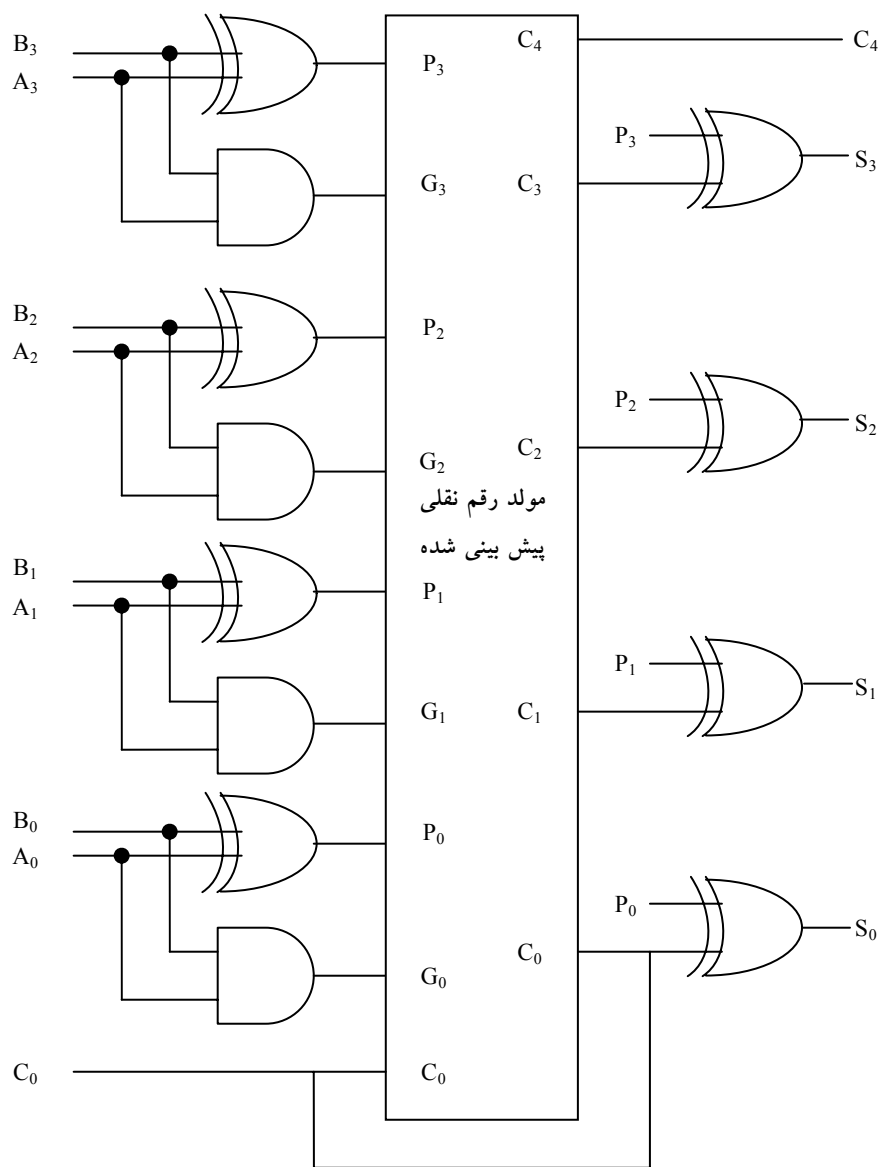 B₃
A₃
P₃
G₃
C₄
C₄
P₃
C₃
S₃
B₂
A₂
P₂
G₂
P₂
C₂
S₂
مولد رقم نقلی
پیش بینی شده
B₁
A₁
P₁
G₁
P₁
C₁
S₁
B₀
A₀
P₀
G₀
P₀
C₀
S₀
C₀
C₀